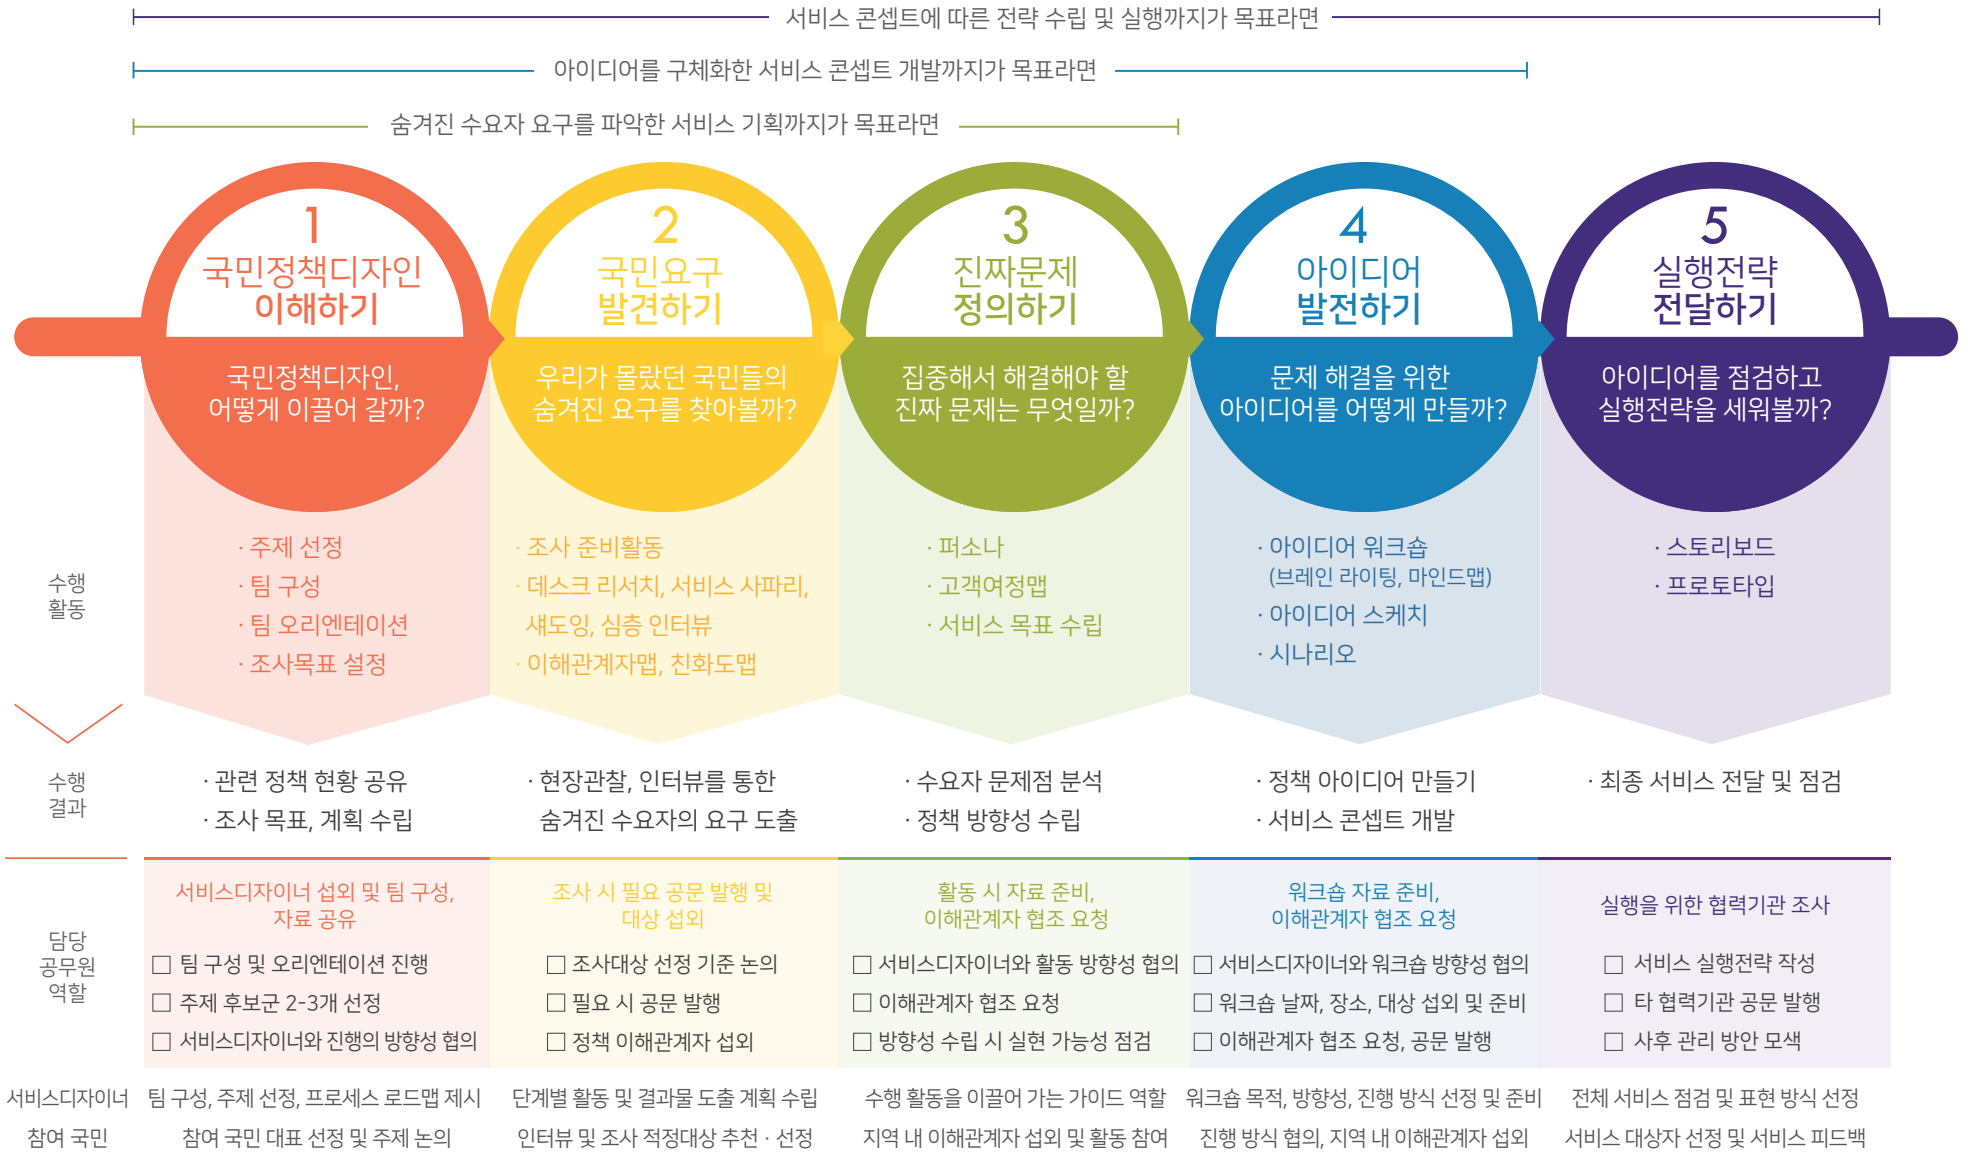 서비스 콘셉트에 따른 전략 수립 및 실행까지가 목표라면
아이디어를 구체화한 서비스 콘셉트 개발까지가 목표라면
숨겨진 수요자 요구를 파악한 서비스 기획까지가 목표라면
1
국민정책디자인
이해하기
국민정책디자인,
어떻게 이끌어 갈까?
2
국민요구
발견하기
우리가 몰랐던 국민들의
숨겨진 요구를 찾아볼까?
3
진짜문제
정의하기
집중해서 해결해야 할
진짜 문제는 무엇일까?
4
아이디어
발전하기
문제 해결을 위한
아이디어를 어떻게 만들까?
5
실행전략
전달하기
아이디어를 점검하고
실행전략을 세워볼까?
수행
활동
· 주제 선정
· 팀 구성
· 팀 오리엔테이션
· 조사목표 설정
· 조사 준비활동
· 데스크 리서치, 서비스 사파리,
섀도잉, 심층 인터뷰
· 이해관계자맵, 친화도맵
· 퍼소나
· 고객여정맵
· 서비스 목표 수립
· 아이디어 워크숍
(브레인 라이팅, 마인드맵)
· 아이디어 스케치
· 시나리오
· 스토리보드
· 프로토타입
수행
결과
· 관련 정책 현황 공유
· 조사 목표, 계획 수립
· 현장관찰, 인터뷰를 통한
숨겨진 수요자의 요구 도출
· 수요자 문제점 분석
· 정책 방향성 수립
· 정책 아이디어 만들기
· 서비스 콘셉트 개발
· 최종 서비스 전달 및 점검
담당
공무원
역할
서비스디자이너 섭외 및 팀 구성,
자료 공유
□ 팀 구성 및 오리엔테이션 진행
□ 주제 후보군 2-3개 선정
□ 서비스디자이너와 진행의 방향성 협의
조사 시 필요 공문 발행 및
대상 섭외
□ 조사대상 선정 기준 논의
□ 필요 시 공문 발행
□ 정책 이해관계자 섭외
활동 시 자료 준비,
이해관계자 협조 요청
□ 서비스디자이너와 활동 방향성 협의
□ 이해관계자 협조 요청
□ 방향성 수립 시 실현 가능성 점검
워크숍 자료 준비,
이해관계자 협조 요청
□ 서비스디자이너와 워크숍 방향성 협의
□ 워크숍 날짜, 장소, 대상 섭외 및 준비
□ 이해관계자 협조 요청, 공문 발행
실행을 위한 협력기관 조사
□ 서비스 실행전략 작성
□ 타 협력기관 공문 발행
□ 사후 관리 방안 모색
서비스디자이너
팀 구성, 주제 선정, 프로세스 로드맵 제시
단계별 활동 및 결과물 도출 계획 수립
수행 활동을 이끌어 가는 가이드 역할
워크숍 목적, 방향성, 진행 방식 선정 및 준비
전체 서비스 점검 및 표현 방식 선정
참여 국민
참여 국민 대표 선정 및 주제 논의
인터뷰 및 조사 적정대상 추천 · 선정
지역 내 이해관계자 섭외 및 활동 참여
진행 방식 협의, 지역 내 이해관계자 섭외
서비스 대상자 선정 및 서비스 피드백